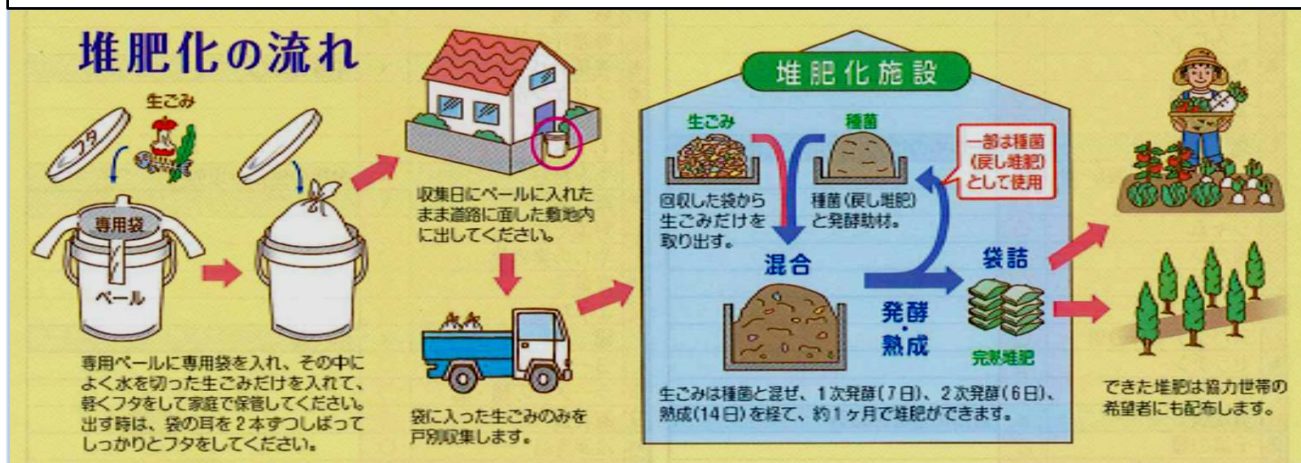 堆肥化の流れ
生ごみ
フタ
専用袋
ペール
専用ペールに専用袋を入れ、その中に
よく水を切った生ごみだけを入れて、
軽くフタをして家庭で保管してください。
出す時は、袋の耳を2本ずつしばって
しっかりとフタをしてください。
収集日にペールに入れた
まま道路に面した敷地内
に出してください。
袋に入った生ごみのみを
戸別収集します。
堆肥化施設
生ごみ
回収した袋から
生ごみだけを
取り出す。
種菌
種菌(戻し堆肥)
と発酵助材。
一部は種菌
(戻し堆肥)
として使用
混合
発酵
・
熟成
袋詰
完熟堆肥
生ごみは種菌と混ぜ、1次発酵(7日)、2次発酵(6日)、
熟成(14日)を経て、約1ヶ月で堆肥ができます。
できた堆肥は協力世帯の
希望者にも配布します。